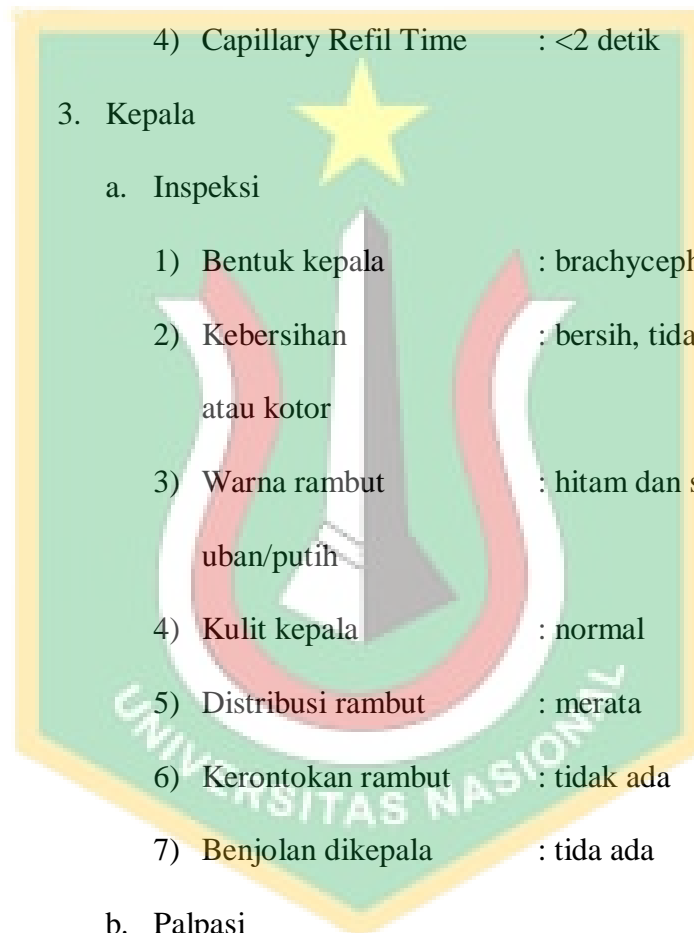 4) Capillary Refil Time : <2 detik
3. Kepala
a. Inspeksi
1) Bentuk kepala :
2) Kebersihan : bersih,
atau kotor
3) Warna rambut : hitam dan
uban/putih
4) Kulit kepala : normal
5) Distribusi rambut : merata
6) Kerontokan rambut : tidak ada
7) Benjolan dikepala : tida ada
b. Palpasi
UNIVERSITAS NASIONAL